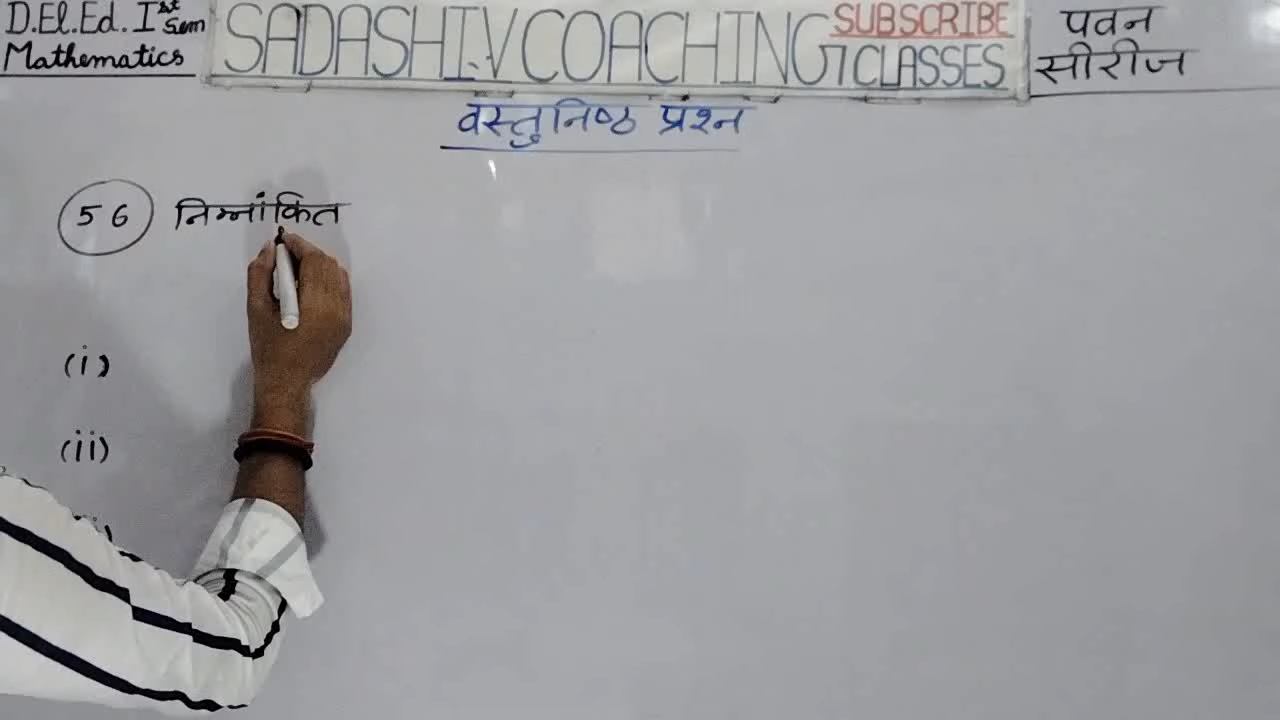 D.El.Ed. Ist Sem
Mathematics
SADASHIV COACHING CLASSES
SUBSCRIBE
पवन
सीरीज
वस्तुनिष्ठ प्रश्न
56 निम्नांकित
(i)
(ii)